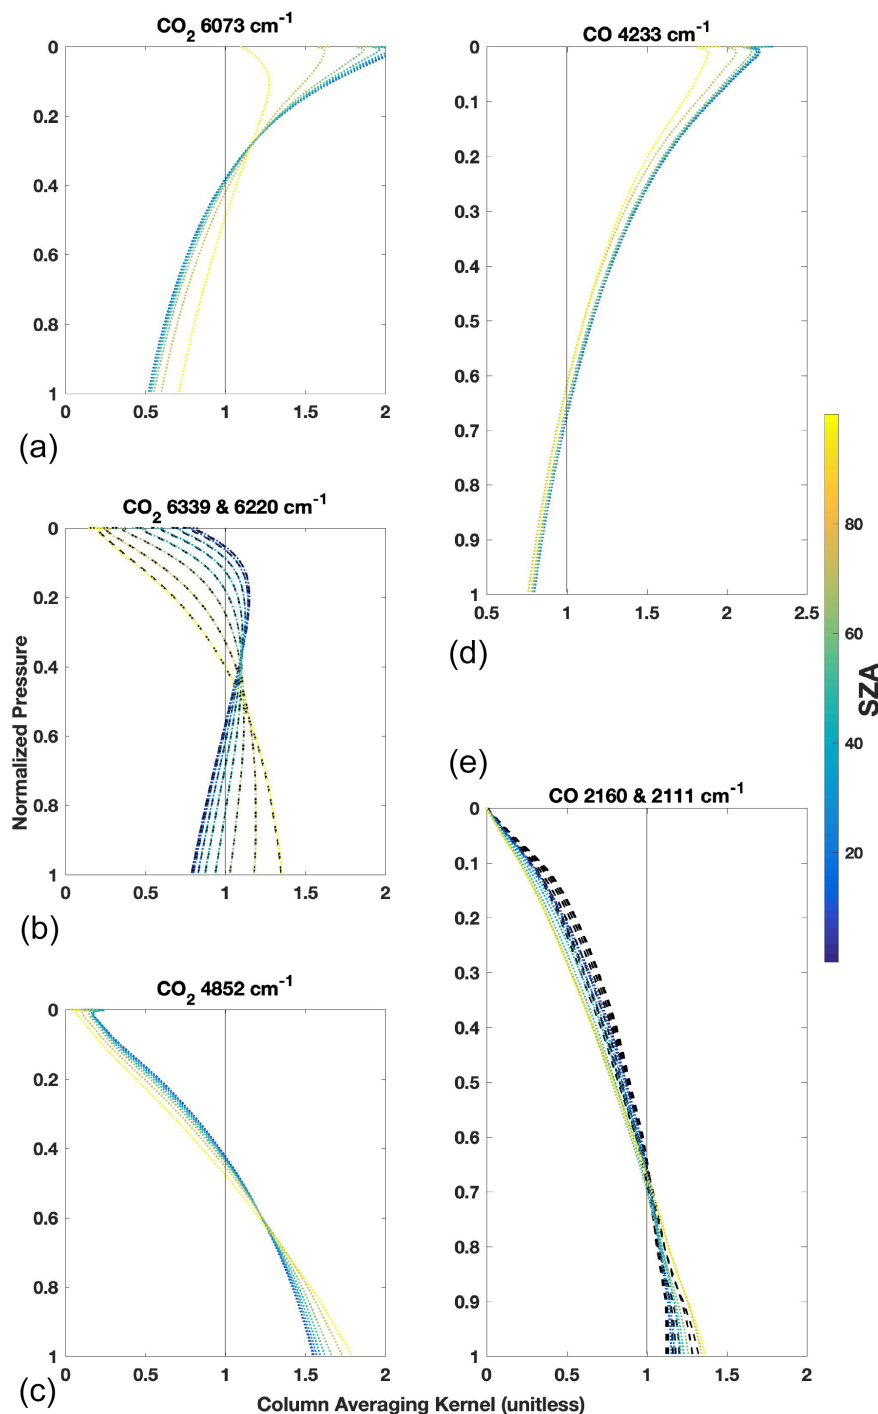 CO₂ 6073 cm⁻¹
0
0.2
0.4
0.6
0.8
1
0 0.5 1 1.5 2
(a)
CO₂ 6339 & 6220 cm⁻¹
0
0.2
0.4
0.6
0.8
1
0 0.5 1 1.5 2
Normalized Pressure
(b)
CO₂ 4852 cm⁻¹
0
0.2
0.4
0.6
0.8
1
0 0.5 1 1.5 2
(c)
CO 4233 cm⁻¹
0
0.1
0.2
0.3
0.4
0.5
0.6
0.7
0.8
0.9
1
0.5 1 1.5 2 2.5
(d)
(e)
CO 2160 & 2111 cm⁻¹
0
0.1
0.2
0.3
0.4
0.5
0.6
0.7
0.8
0.9
1
0 0.5 1 1.5 2
80
60
40
20
SZA
Column Averaging Kernel (unitless)